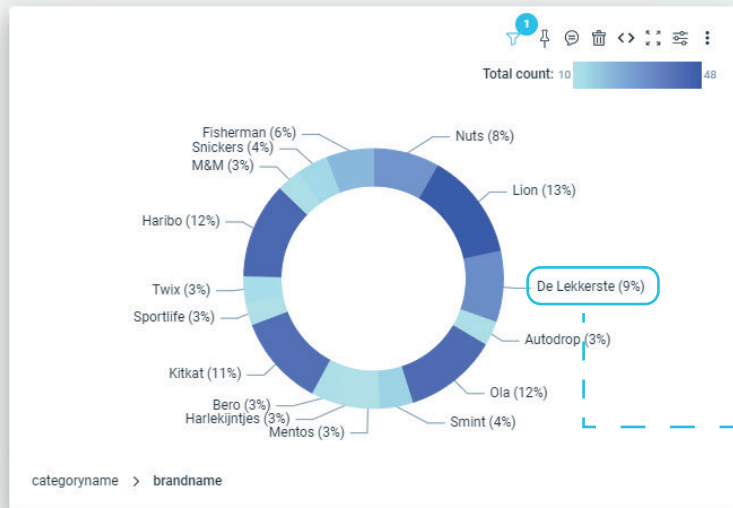 1
Total count: 10 48
Fisherman (6%)
Nuts (8%)
Snickers (4%)
M&M (3%)
Lion (13%)
Haribo (12%)
De Lekkerste (9%)
Twix (3%)
Sportlife (3%)
Autodrop (3%)
Kitkat (11%)
Ola (12%)
Bero (3%)
Harlekijntjes (3%)
Smint (4%)
Mentos (3%)
categoryname > brandname